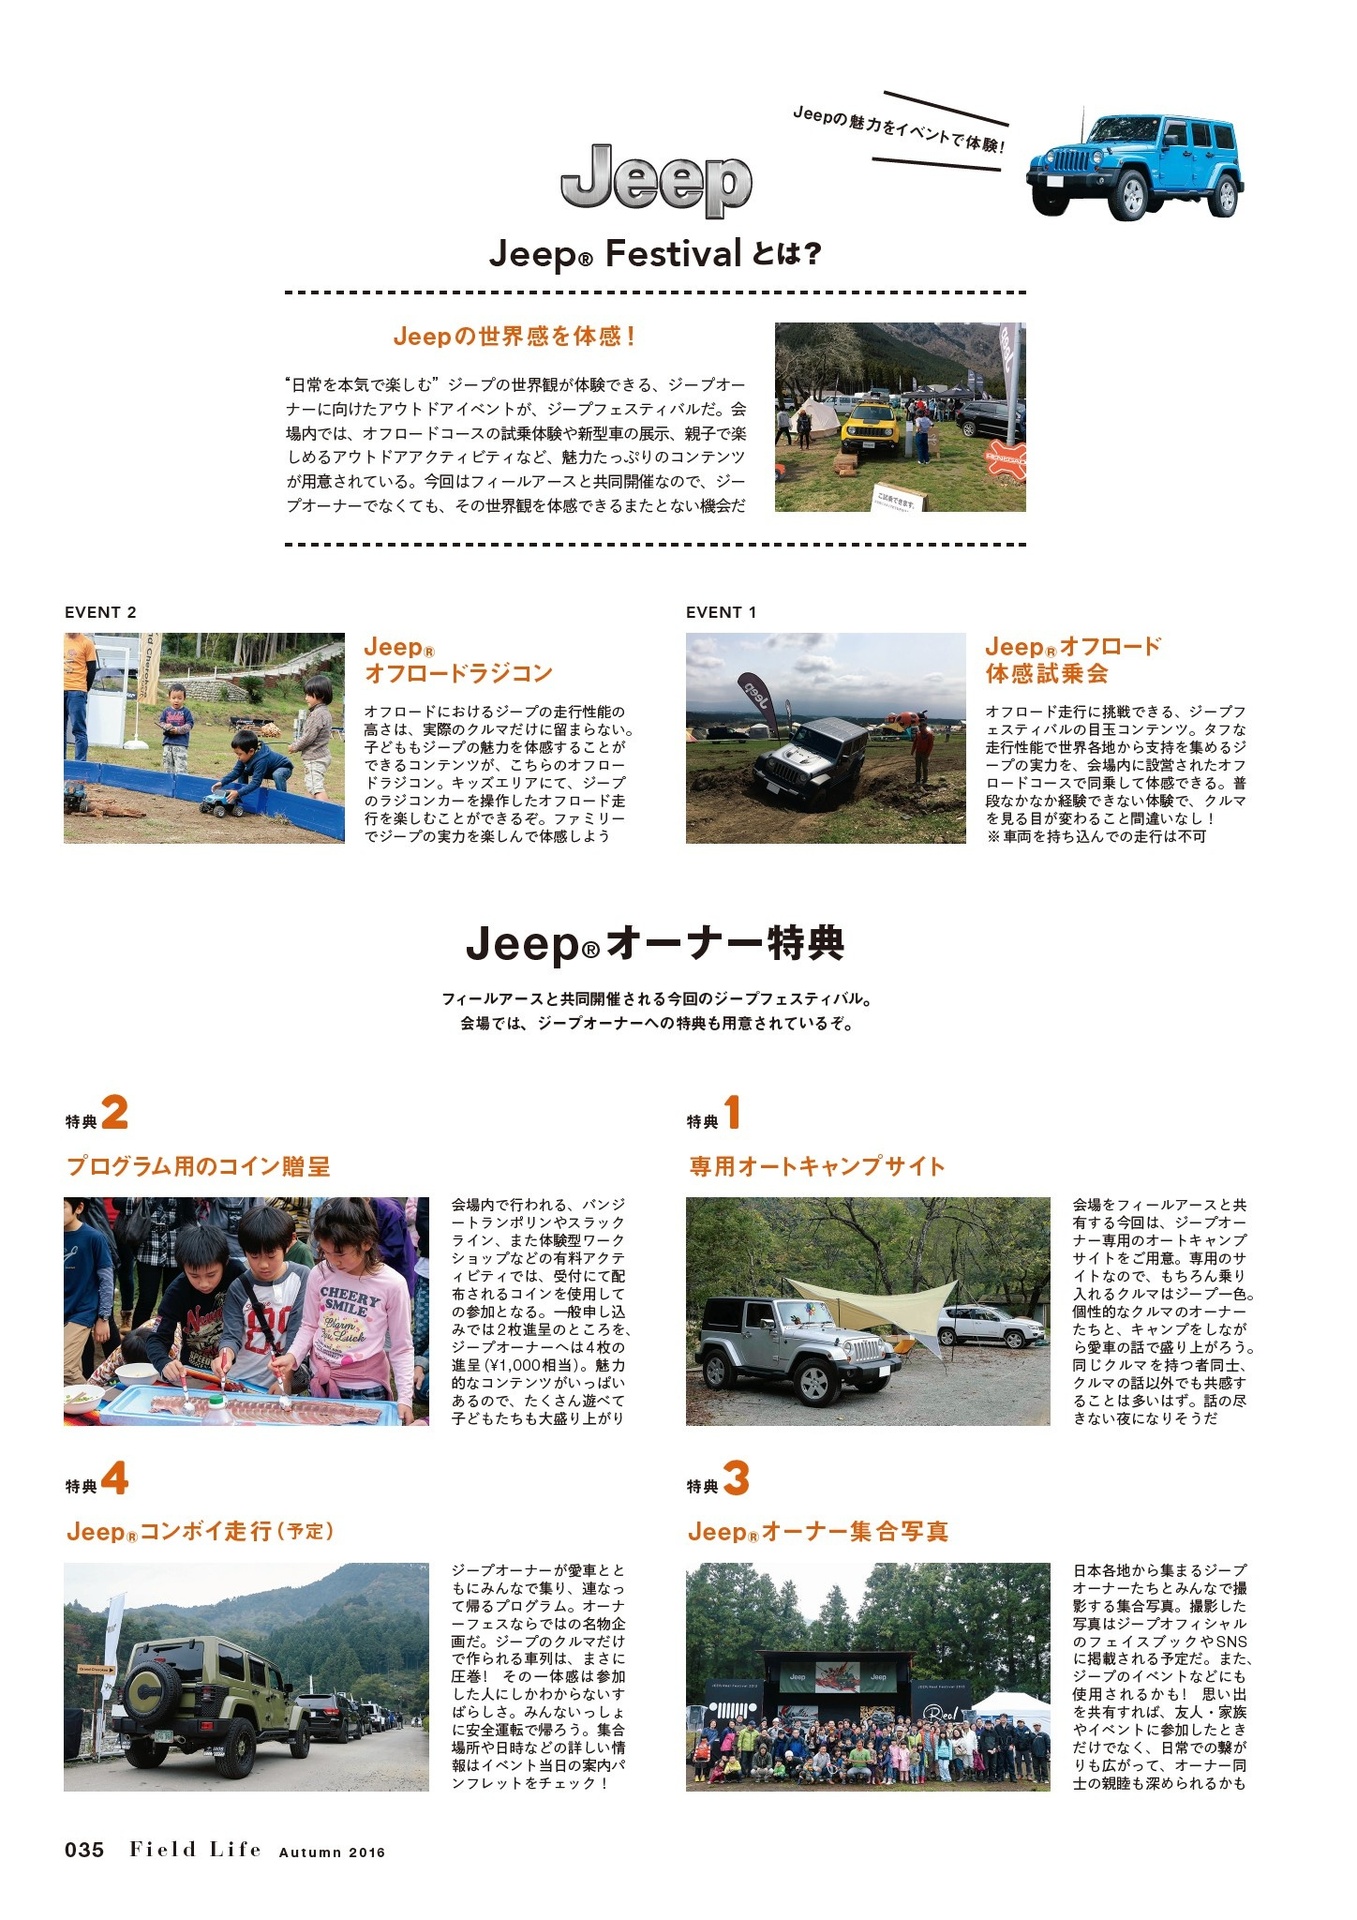 Jeepの魅力をイベントで体験!
Jeep
Jeep® Festivalとは?
Jeepの世界感を体感!
“日常を本気で楽しむ” ジープの世界観が体験できる、ジープオー
ナーに向けたアウトドアイベントが、ジープフェスティバルだ。会
場内では、オフロードコースの試乗体験や新型車の展示、親子で楽
しめるアウトドアアクティビティなど、魅力たっぷりのコンテンツ
が用意されている。今回はフィールアースと共同開催なので、ジー
プオーナーでなくても、その世界観を体感できるまたとない機会だ
Jeep
RENEGADE
ご試乗できます。
EVENT 1
Jeep
Jeep®オフロード
体感試乗会
オフロード走行に挑戦できる、ジープフ
ェスティバルの目玉コンテンツ。タフな
走行性能で世界各地から支持を集めるジ
ープの実力を、会場内に設営されたオフ
ロードコースで同乗して体感できる。普
段なかなか経験できない体験で、クルマ
を見る目が変わること間違いなし!
※車両を持ち込んでの走行は不可
EVENT 2
Jeep®
オフロードラジコン
オフロードにおけるジープの走行性能の
高さは、実際のクルマだけに留まらない。
子どももジープの魅力を体感することが
できるコンテンツが、こちらのオフロー
ドラジコン。キッズエリアにて、ジープ
のラジコンカーを操作したオフロード走
行を楽しむことができるぞ。ファミリー
でジープの実力を楽しんで体感しよう
Jeep®オーナー特典
フィールアースと共同開催される今回のジープフェスティバル。
会場では、ジープオーナーへの特典も用意されているぞ。
特典1
専用オートキャンプサイト
会場をフィールアースと共
有する今回は、ジープオー
ナー専用のオートキャンプ
サイトをご用意。専用のサ
イトなので、もちろん乗り
入れるクルマはジープ一色。
個性的なクルマのオーナー
たちと、キャンプをしなが
ら愛車の話で盛り上がろう。
同じクルマを持つ者同士、
クルマの話以外でも共感す
ることは多いはず。話の尽
きない夜になりそうだ
特典2
プログラム用のコイン贈呈
CHEERY
SMILE
Charm
Luck
会場内で行われる、バンジ
ートランポリンやスラック
ライン、また体験型ワーク
ショップなどの有料アクテ
ィビティでは、受付にて配
布されるコインを使用して
の参加となる。一般申し込
みでは2枚進呈のところを、
ジープオーナーへは4枚の
進呈(¥1,000相当)。魅力
的なコンテンツがいっぱい
あるので、たくさん遊べて
子どもたちも大盛り上がり
特典3
Jeep®オーナー集合写真
Jeep
Jeep
Real
日本各地から集まるジープ
オーナーたちとみんなで撮
影する集合写真。撮影した
写真はジープオフィシャル
のフェイスブックやSNS
に掲載される予定だ。また、
ジープのイベントなどにも
使用されるかも! 思い出
を共有すれば、友人・家族
やイベントに参加したとき
だけでなく、日常での繋が
りも広がって、オーナー同
士の親睦も深められるかも
特典4
Jeep®コンボイ走行(予定)
Grand Cherokee
ジープオーナーが愛車とと
もにみんなで集り、連なっ
て帰るプログラム。オーナ
ーフェスならではの名物企
画だ。ジープのクルマだけ
で作られる車列は、まさに
圧巻! その一体感は参加
した人にしかわからないす
ばらしさ。みんないっしょ
に安全運転で帰ろう。集合
場所や日時などの詳しい情
報はイベント当日の案内パ
ンフレットをチェック!
035 Field Life Autumn 2016